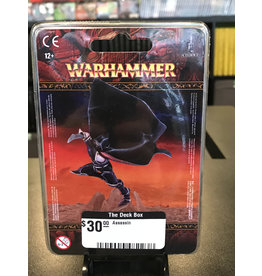 CE
12+
WARHAMMER
The Deck Box
$30.00 Assassin